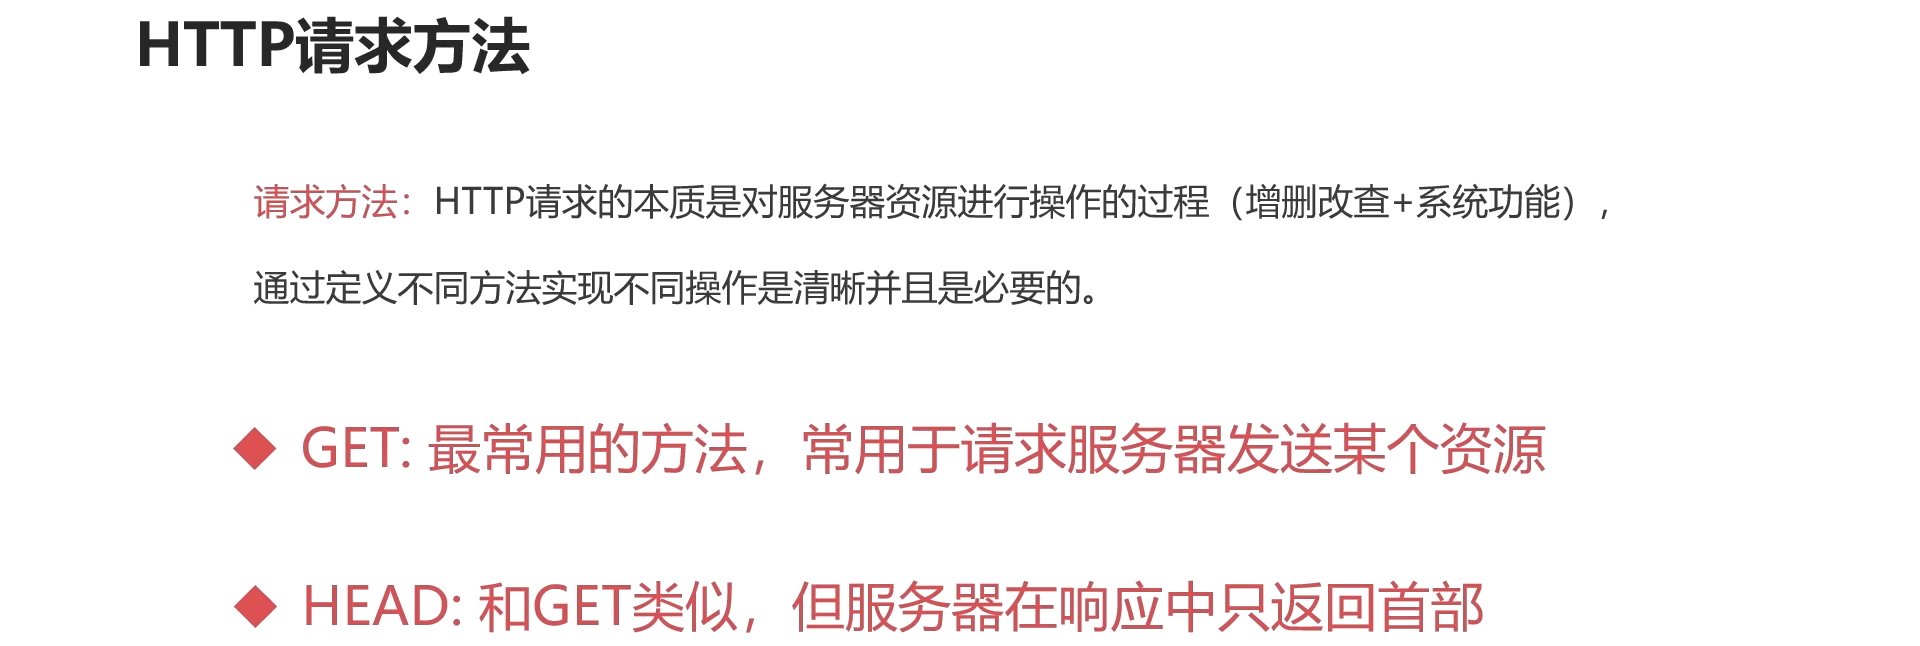 HTTP请求方法
请求方法：HTTP请求的本质是对服务器资源进行操作的过程（增删改查+系统功能），
通过定义不同方法实现不同操作是清晰并且是必要的。
◆ GET: 最常用的方法，常用于请求服务器发送某个资源
◆ HEAD: 和GET类似，但服务器在响应中只返回首部